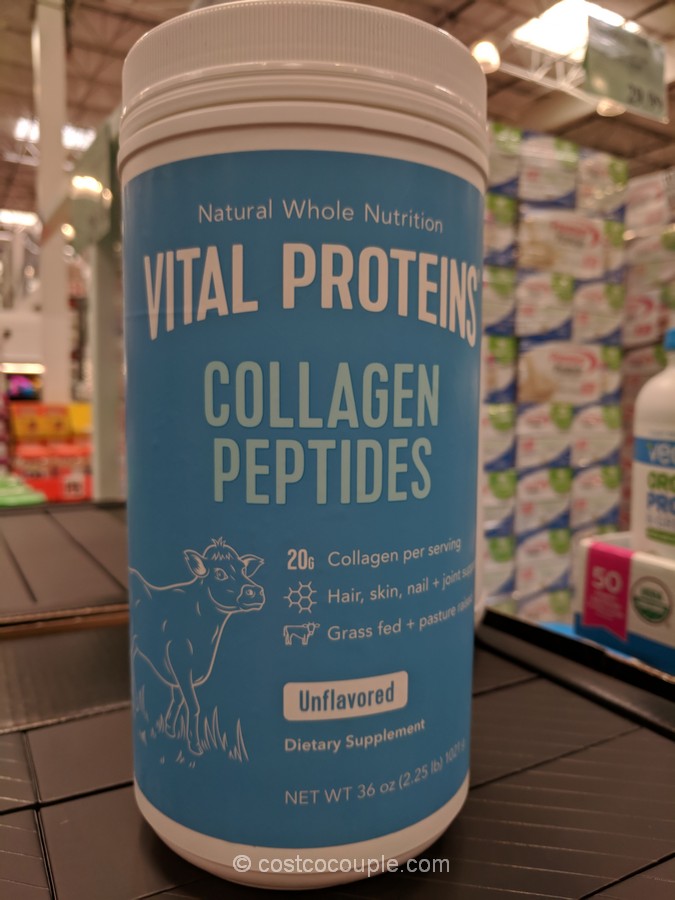 Natural Whole Nutrition
VITAL PROTEINS
COLLAGEN
PEPTIDES
20G Collagen per serving
Hair, skin, nail + joint
Grass fed + pasture
Unflavored
Dietary Supplement
NET WT 36 oz (2.25 lb)
50
© costcocouple.com